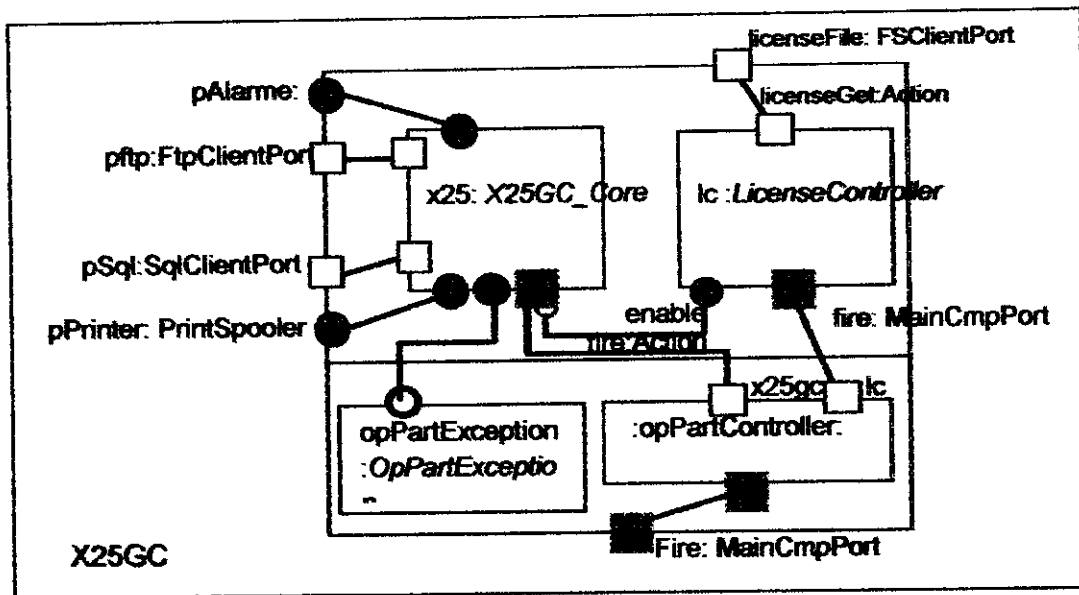 licenseFile: FSClientPort
pAlarme:
licenseGet:Action
pftp:FtpClientPort
x25: X25GC_Core
lc :LicenseController
pSql:SqlClientPort
enable
pPrinter: PrintSpooler
fire: MainCmpPort
fire:Action
x25gc
lc
opPartException
:OpPartExceptio
n
:opPartController:
Fire: MainCmpPort
X25GC